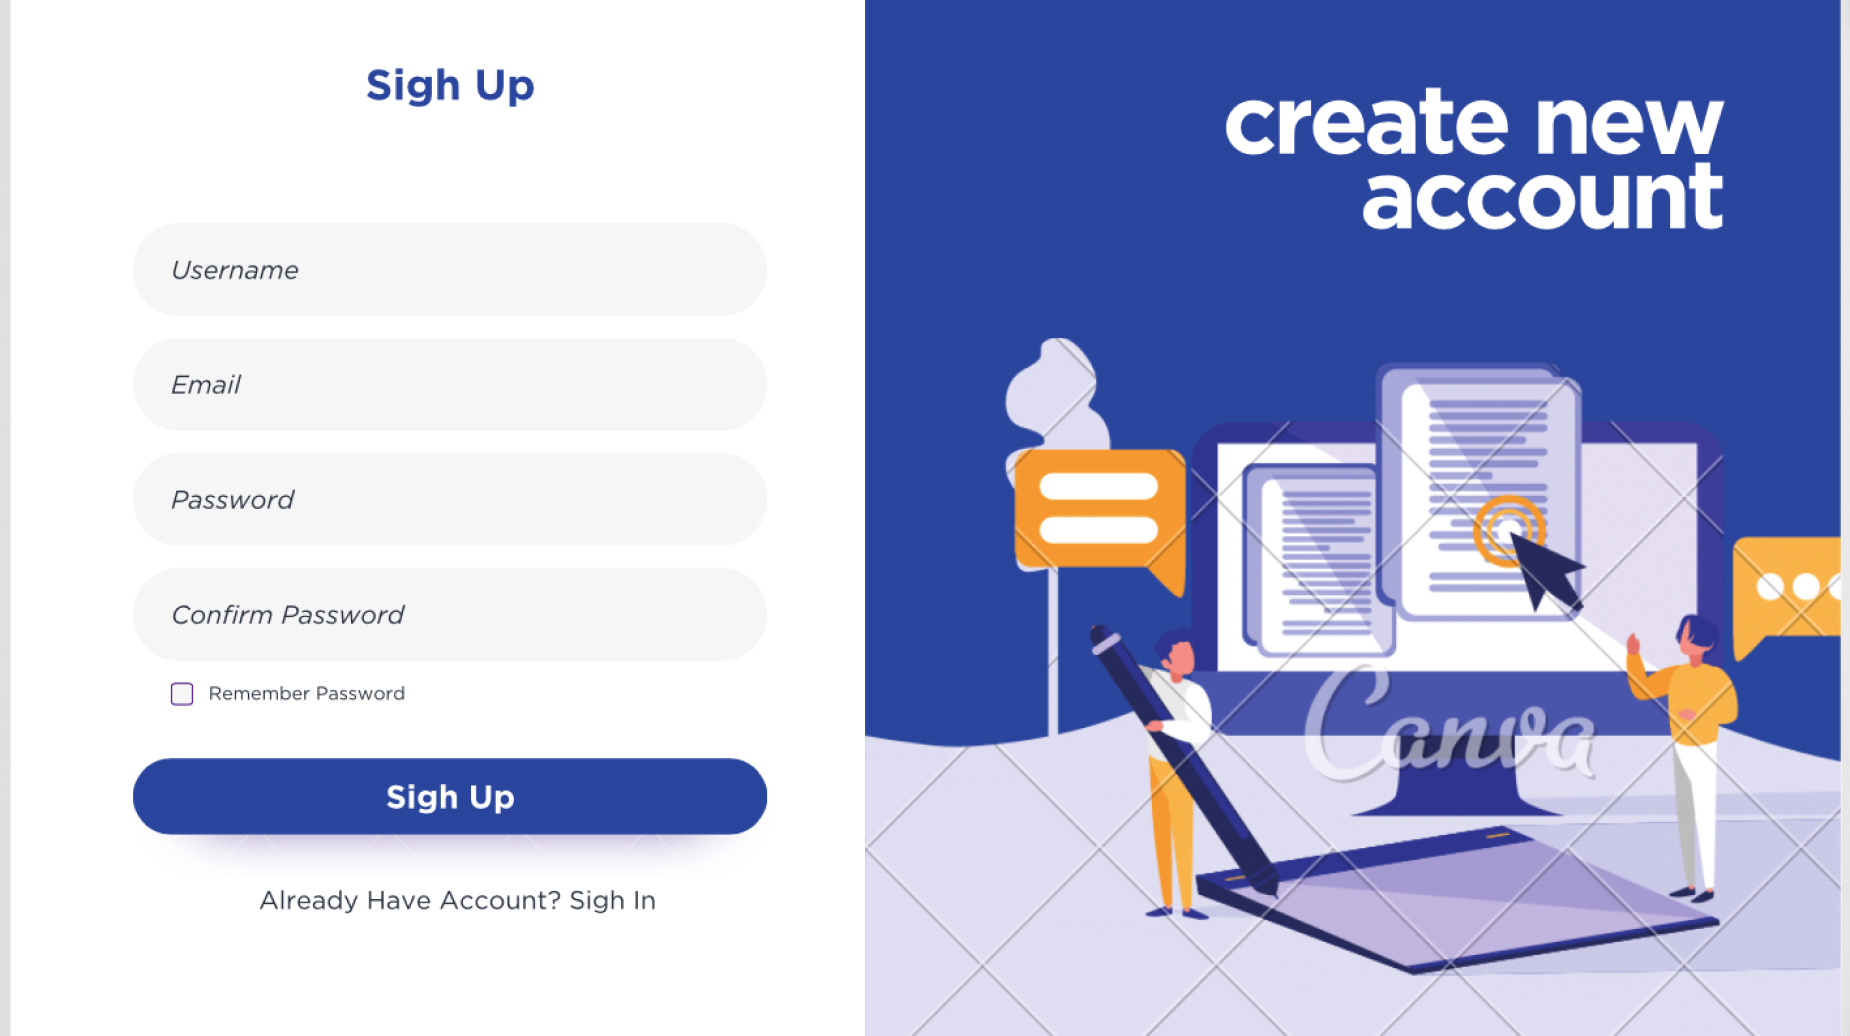 Sigh Up
Username
Email
Password
Confirm Password
Remember Password
Sigh Up
Already Have Account? Sigh In
create new
account
Canva